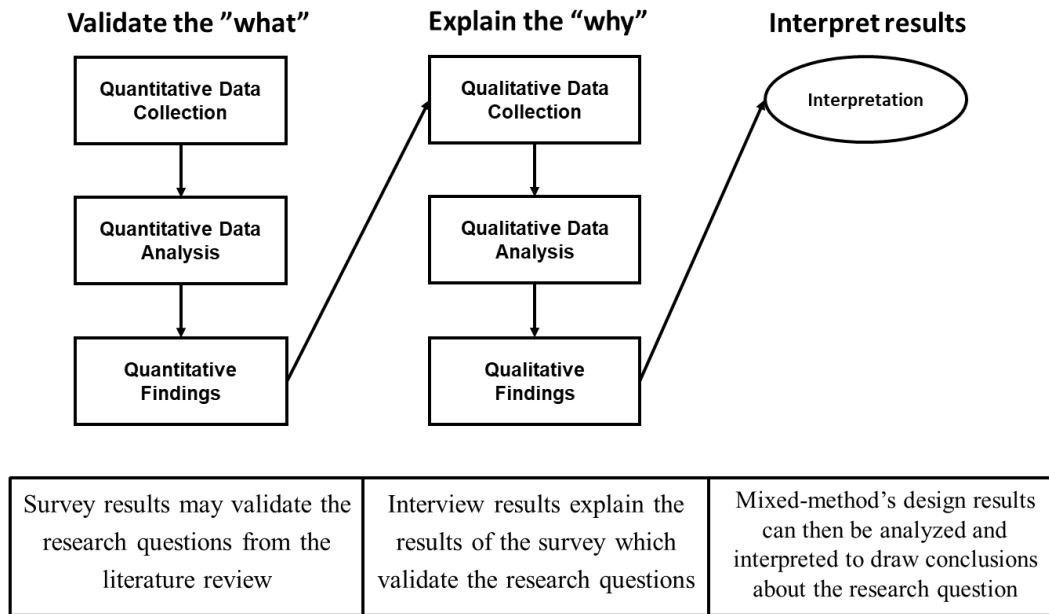 Validate the ”what”
Explain the “why”
Interpret results
Quantitative Data
Collection
Qualitative Data
Collection
Interpretation
Quantitative Data
Analysis
Qualitative Data
Analysis
Quantitative
Findings
Qualitative
Findings
Survey results may validate the
research questions from the
literature review
Interview results explain the
results of the survey which
validate the research questions
Mixed-method’s design results
can then be analyzed and
interpreted to draw conclusions
about the research question